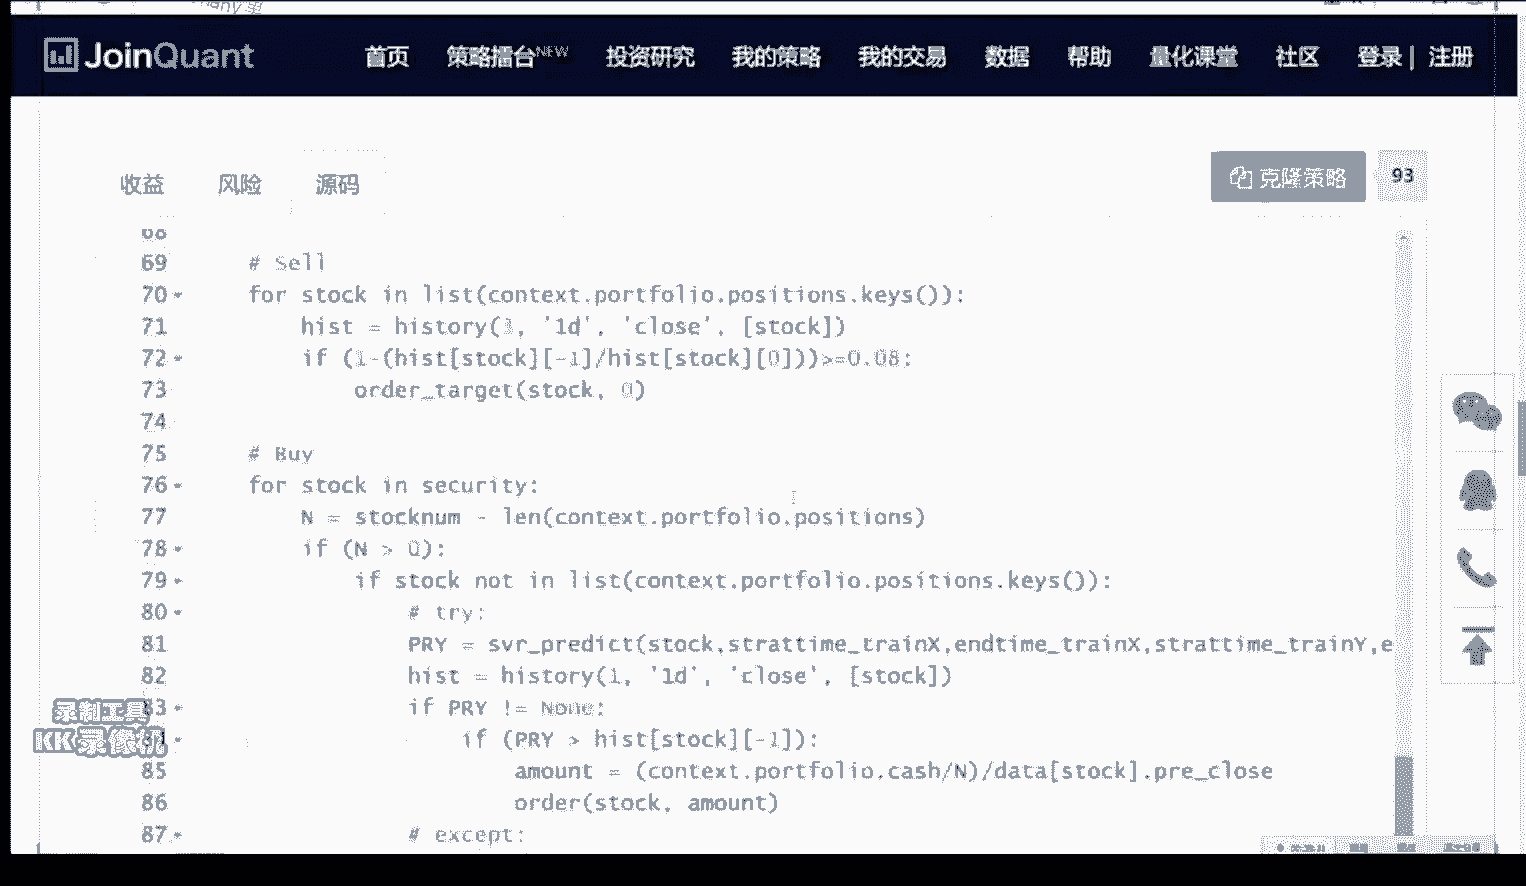 JoinQuant 首页 策略擂台NEW 投资研究 我的策略 我的交易 数据 帮助 量化课堂 社区 登录 | 注册
收益 风险 源码 克隆策略 93
68
69 # Sell
70 for stock in list(context.portfolio.positions.keys()):
71 hist = history(1, '1d', 'close', [stock])
72 if (1-(hist[stock][-1]/hist[stock][0]))>=0.08:
73 order_target(stock, 0)
74
75 # Buy
76 for stock in security:
77 N = stocknum - len(context.portfolio.positions)
78 if (N > 0):
79 if stock not in list(context.portfolio.positions.keys()):
80 # try:
81 PRY = svr_predict(stock,strattime_trainX,endtime_trainX,strattime_trainY,e
82 hist = history(1, '1d', 'close', [stock])
83 if PRY != None:
录制工具
KK录像机
if (PRY > hist[stock][-1]):
85 amount = (context.portfolio.cash/N)/data[stock].pre_close
86 order(stock, amount)
87 # except: